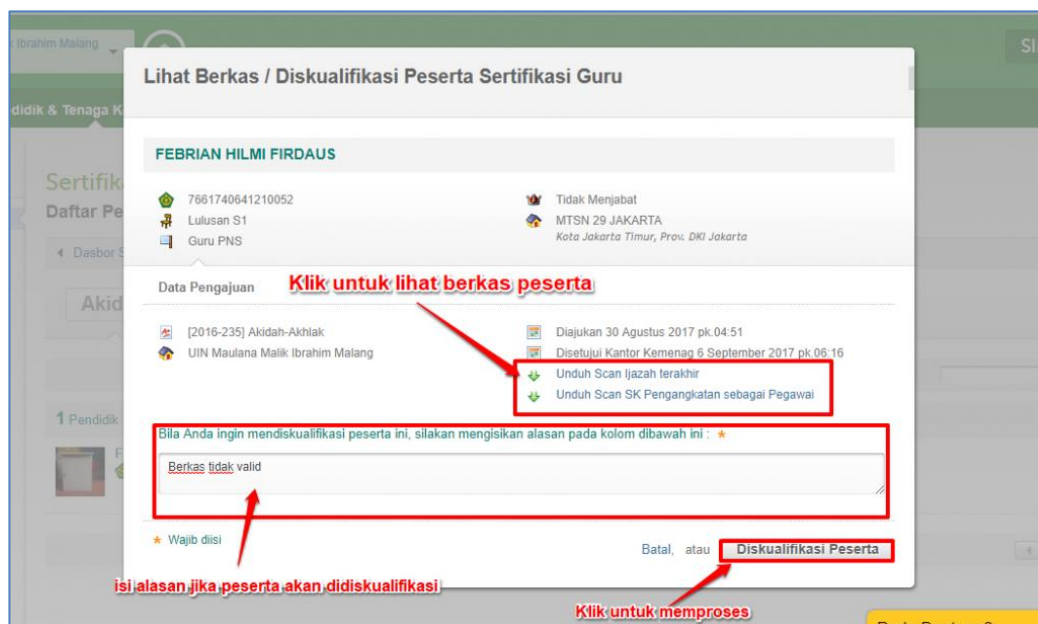 Ibrahim Malang
SI
Lihat Berkas / Diskualifikasi Peserta Sertifikasi Guru
didik & Tenaga K
FEBRIAN HILMI FIRDAUS
Sertifik
Daftar Pe
7661740641210052
Tidak Menjabat
Lulusan S1
MTSN 29 JAKARTA
Guru PNS
Kota Jakarta Timur, Prov. DKI Jakarta
Dasbor S
Data Pengajuan
Klik untuk lihat berkas peserta
Akid
[2016-235] Akidah-Akhlak
Diajukan 30 Agustus 2017 pk.04:51
UIN Maulana Malik Ibrahim Malang
Disetujui Kantor Kemenag 6 September 2017 pk.06:16
Unduh Scan Ijazah terakhir
Unduh Scan SK Pengangkatan sebagai Pegawai
1 Pendidik
Bila Anda ingin mendiskualifikasi peserta ini, silakan mengisikan alasan pada kolom dibawah ini : *
F
Berkas tidak valid
* Wajib diisi
Batal, atau Diskualifikasi Peserta
isi alasan jika peserta akan didiskualifikasi
Klik untuk memproses